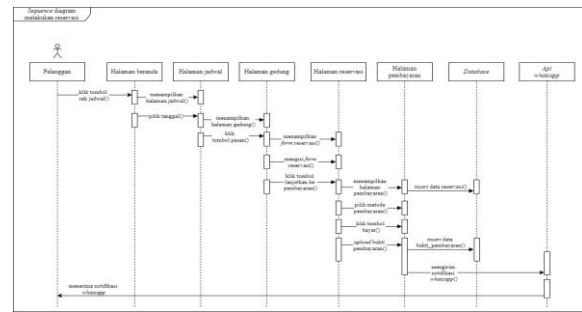 Sequence diagram
melakukan reservasi
Pelanggan
Halaman beranda
Halaman jadwal
Halaman gedung
Halaman reservasi
Halaman
pembayaran
Database
Api
whatsapp
klik tombol
cek jadwal()
menampilkan
halaman jadwal()
pilih tanggal()
menampilkan
halaman gedung()
klik
tombol pesan()
menampilkan
form reservasi()
mengisi form
reservasi()
klik tombol
lanjutkan ke
pembayaran()
menampilkan
halaman
pembayaran()
insert data reservasi()
pilih metode
pembayaran()
klik tombol
bayar()
upload bukti
pembayaran()
insert data
bukti_pembayaran()
mengirim
notifikasi
whatsapp()
menerima notifikasi
whatsapp